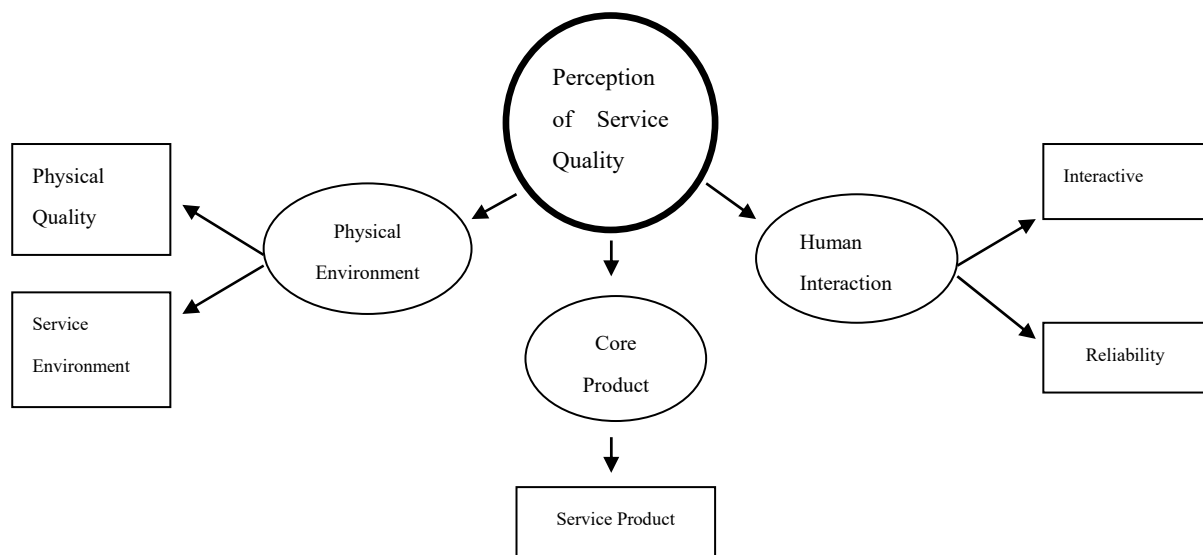 Perception
of Service
Quality
Physical
Quality
Physical
Environment
Service
Environment
Core
Product
Service Product
Human
Interaction
Interactive
Reliability